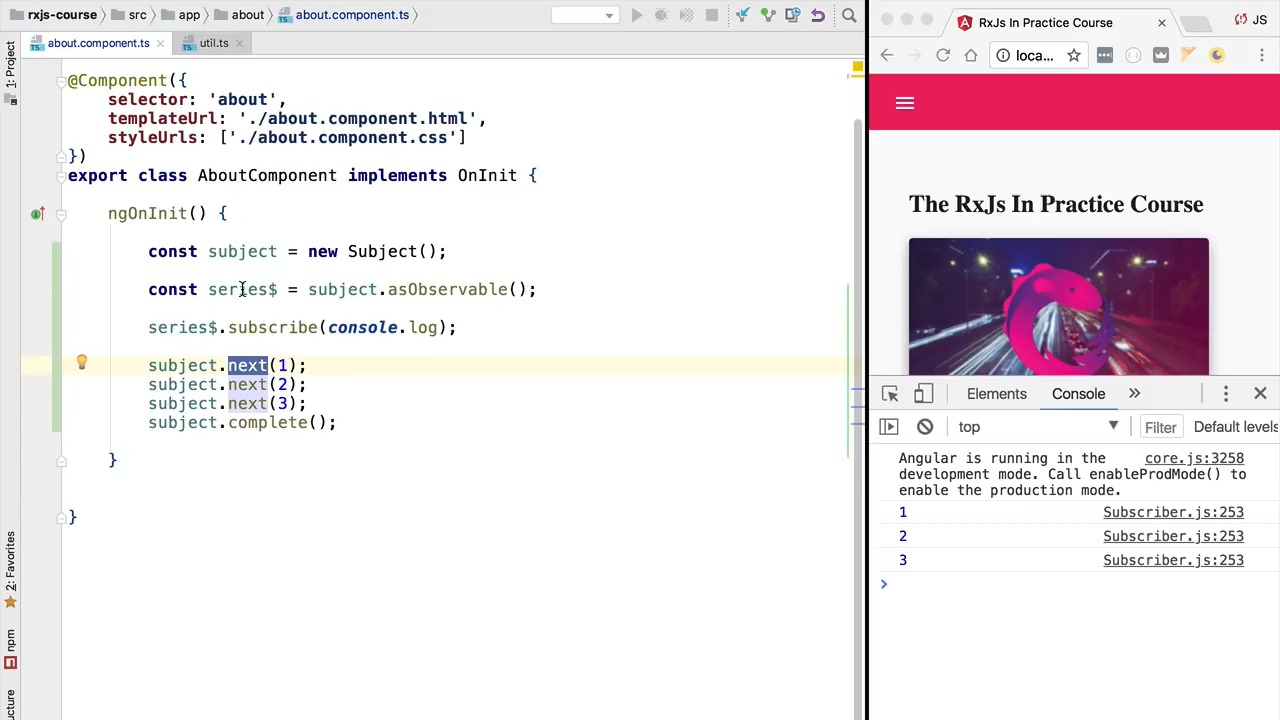 rxjs-course src app about about.component.ts
about.component.ts util.ts
1: Project
2: Favorites
npm
ucture
@Component({
selector: 'about',
templateUrl: './about.component.html',
styleUrls: ['./about.component.css']
})
export class AboutComponent implements OnInit {
ngOnInit() {
const subject = new Subject();
const series$ = subject.asObservable();
series$.subscribe(console.log);
subject.next(1);
subject.next(2);
subject.next(3);
subject.complete();
}
}
RxJs In Practice Course
JS
loca...
The RxJs In Practice Course
Elements Console
top Filter Default levels
Angular is running in the core.js:3258
development mode. Call enableProdMode() to
enable the production mode.
1 Subscriber.js:253
2 Subscriber.js:253
3 Subscriber.js:253